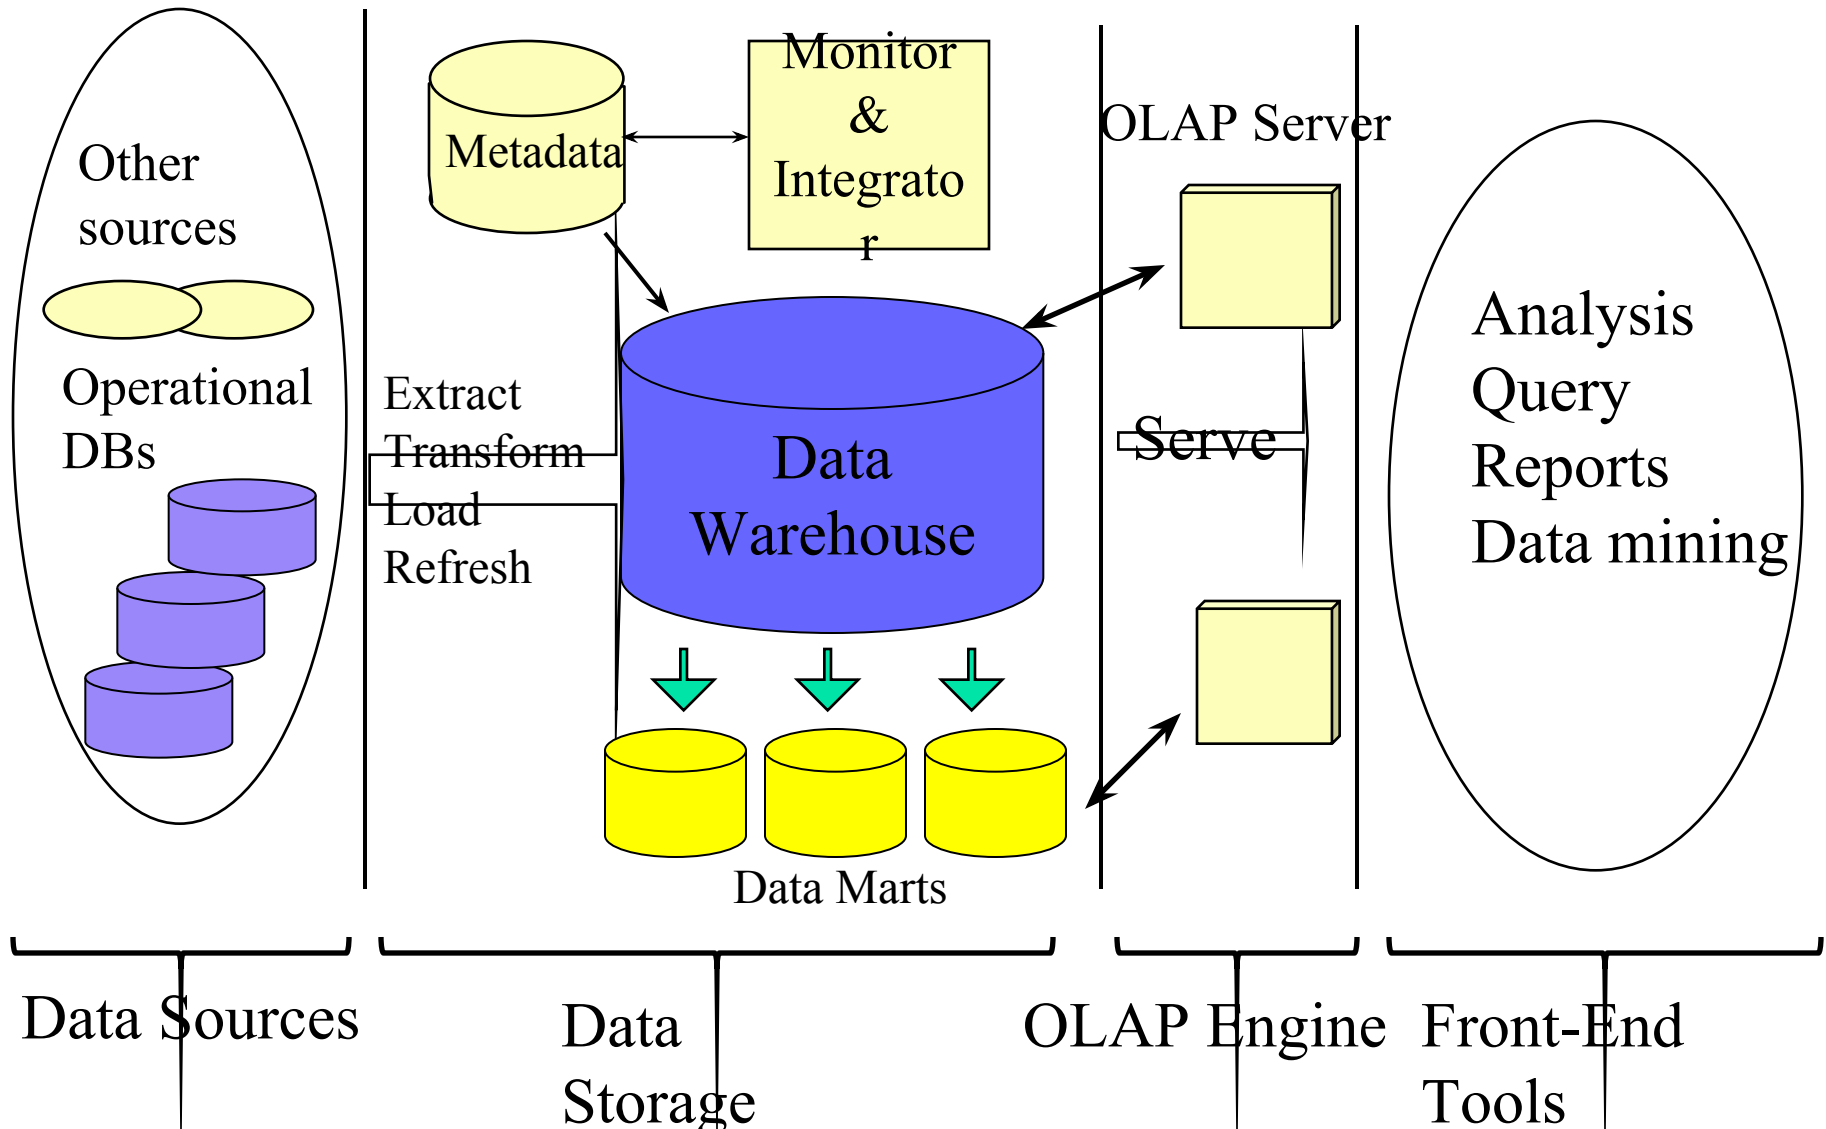 Other
sources
Operational
DBs
Extract
Transform
Load
Refresh
Metadata
Monitor
&
Integrato
r
Data
Warehouse
Data Marts
OLAP Server
Serve
Analysis
Query
Reports
Data mining
Data Sources
Data
Storage
OLAP Engine
Front-End
Tools